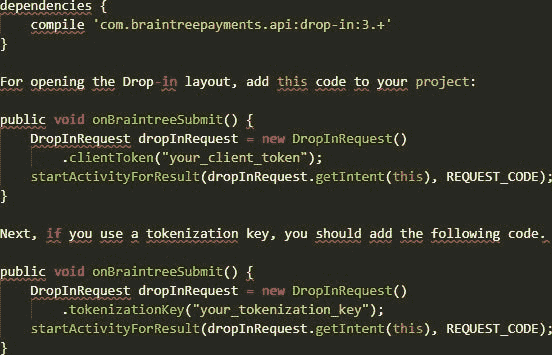 dependencies {
compile 'com.braintreepayments.api:drop-in:3.+'
}
For opening the Drop-in layout, add this code to your project:
public void onBraintreeSubmit() {
DropInRequest dropInRequest = new DropInRequest()
.clientToken("your_client_token");
startActivityForResult(dropInRequest.getIntent(this), REQUEST_CODE);
}
Next, if you use a tokenization key, you should add the following code.
public void onBraintreeSubmit() {
DropInRequest dropInRequest = new DropInRequest()
.tokenizationKey("your_tokenization_key");
startActivityForResult(dropInRequest.getIntent(this), REQUEST_CODE);
}